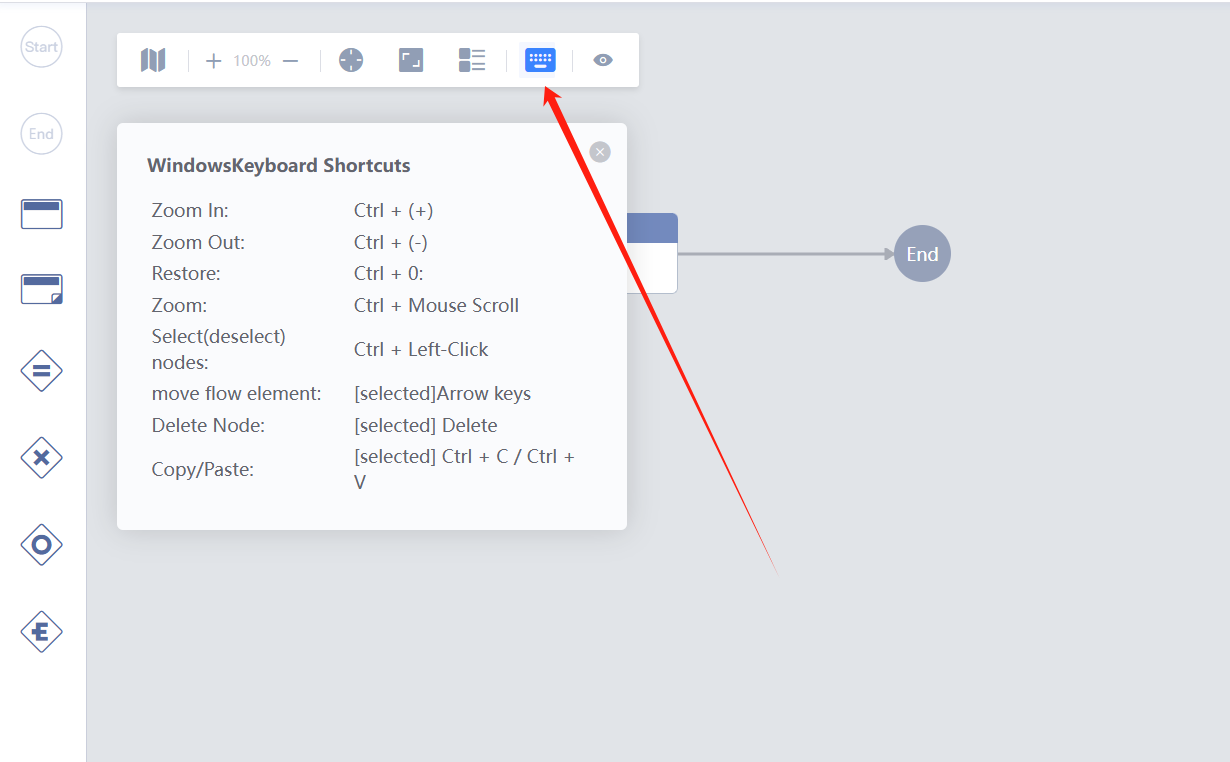 Start
100%
End
WindowsKeyboard Shortcuts
Zoom In: Ctrl + (+)
Zoom Out: Ctrl + (-)
Restore: Ctrl + 0:
Zoom: Ctrl + Mouse Scroll
Select(deselect)
nodes: Ctrl + Left-Click
move flow element: [selected]Arrow keys
Delete Node: [selected] Delete
Copy/Paste: [selected] Ctrl + C / Ctrl +
V
End